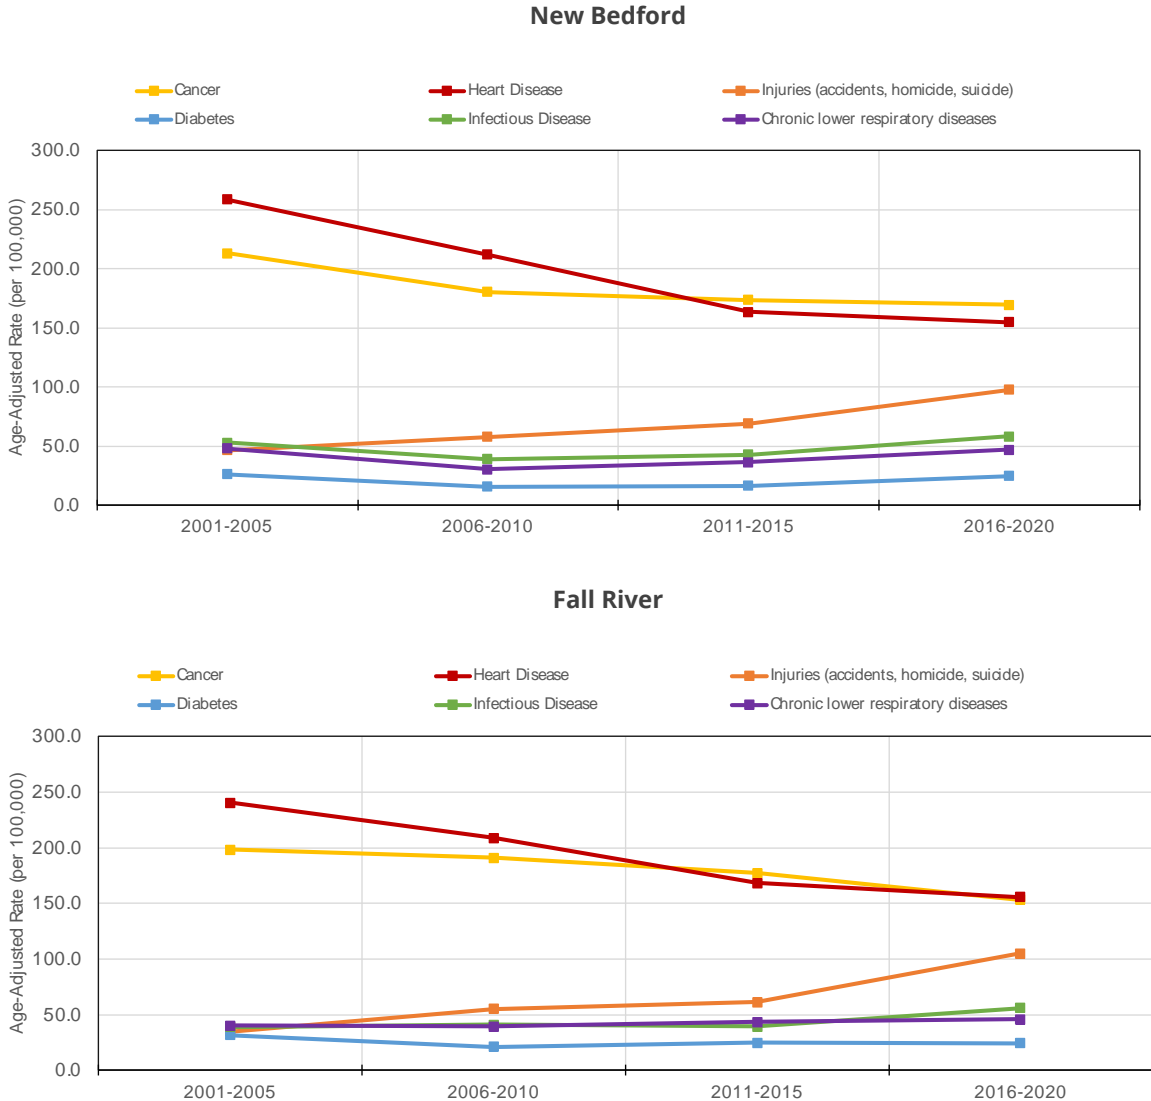 New Bedford
Cancer Heart Disease Injuries (accidents, homicide, suicide)
Diabetes Infectious Disease Chronic lower respiratory diseases
Age-Adjusted Rate (per 100,000)
300.0
250.0
200.0
150.0
100.0
50.0
0.0
2001-2005 2006-2010 2011-2015 2016-2020
Fall River
Cancer Heart Disease Injuries (accidents, homicide, suicide)
Diabetes Infectious Disease Chronic lower respiratory diseases
Age-Adjusted Rate (per 100,000)
300.0
250.0
200.0
150.0
100.0
50.0
0.0
2001-2005 2006-2010 2011-2015 2016-2020